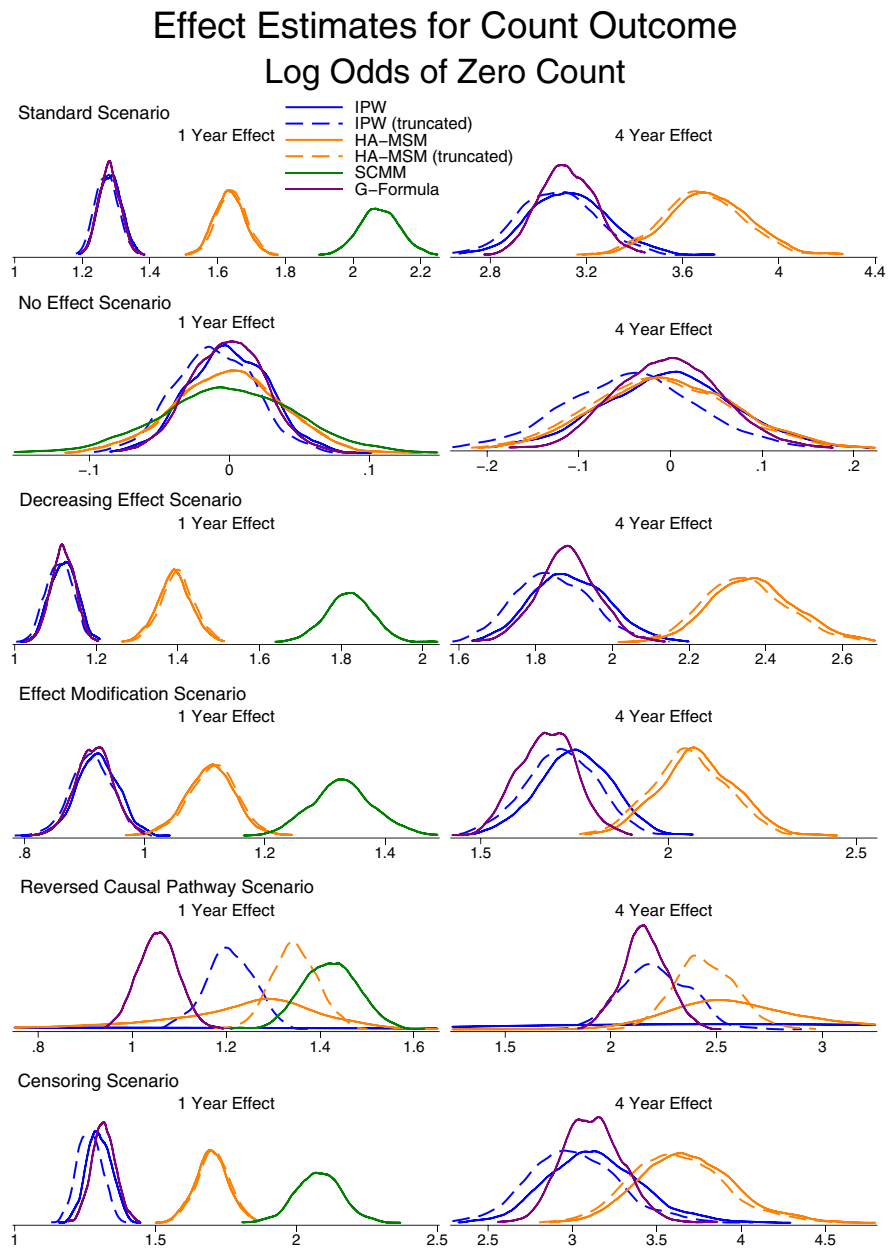 Effect Estimates for Count Outcome
Log Odds of Zero Count
Standard Scenario
IPW
IPW (truncated)
HA−MSM
HA−MSM (truncated)
SCMM
G−Formula
1 Year Effect
4 Year Effect
1 1.2 1.4 1.6 1.8 2 2.2
2.8 3.2 3.6 4 4.4
No Effect Scenario
1 Year Effect
4 Year Effect
−.1 0 .1
−.2 −.1 0 .1 .2
Decreasing Effect Scenario
1 Year Effect
4 Year Effect
1 1.2 1.4 1.6 1.8 2
1.6 1.8 2 2.2 2.4 2.6
Effect Modification Scenario
1 Year Effect
4 Year Effect
.8 1 1.2 1.4
1.5 2 2.5
Reversed Causal Pathway Scenario
1 Year Effect
4 Year Effect
.8 1 1.2 1.4 1.6
1.5 2 2.5 3
Censoring Scenario
1 Year Effect
4 Year Effect
1 1.5 2 2.5
2.5 3 3.5 4 4.5